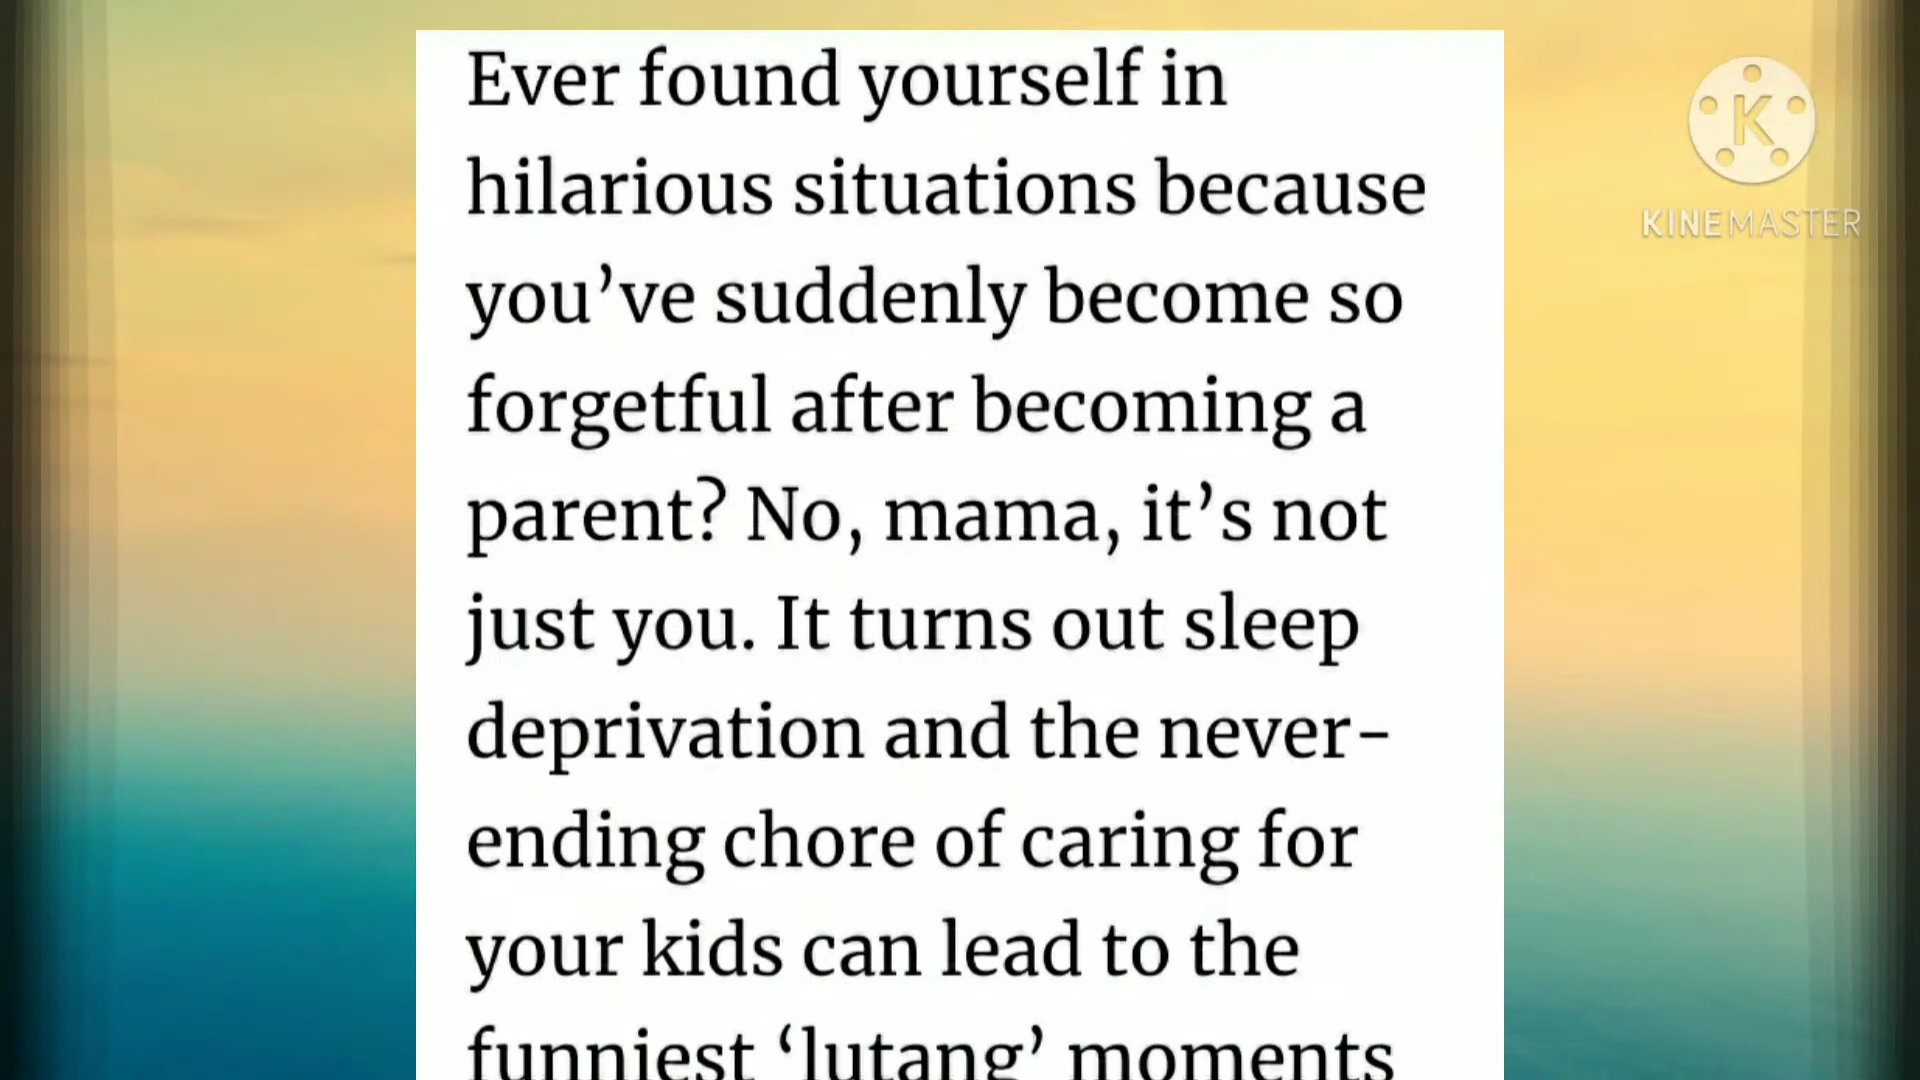 Ever found yourself in
hilarious situations because
you’ve suddenly become so
forgetful after becoming a
parent? No, mama, it’s not
just you. It turns out sleep
deprivation and the never-
ending chore of caring for
your kids can lead to the
funniest ‘lutang’ moments
K
KINEMASTER